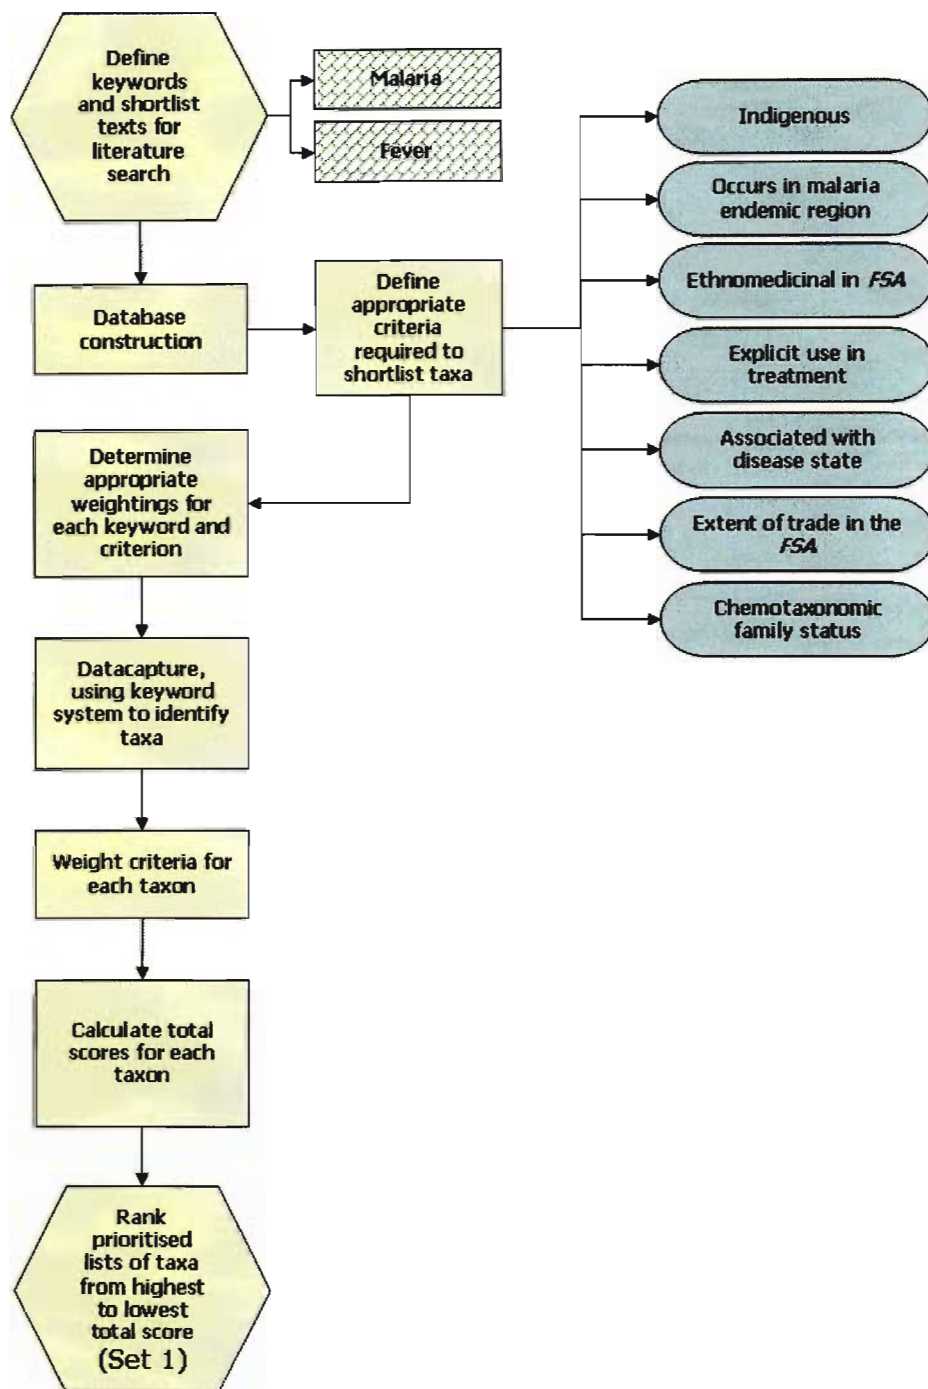 Define
keywords
and shortlist
texts for
literature
search
Malaria
Fever
Database
construction
Define
appropriate
criteria
required to
shortlist taxa
Indigenous
Occurs in malaria
endemic region
Ethnomedicinal in FSA
Explicit use in
treatment
Associated with
disease state
Extent of trade in the
FSA
Chemotaxonomic
family status
Determine
appropriate
weightings for
each keyword and
criterion
Datacapture,
using keyword
system to identify
taxa
Weight criteria for
each taxon
Calculate total
scores for each
taxon
Rank
prioritised
lists of taxa
from highest
to lowest
total score
(Set 1)